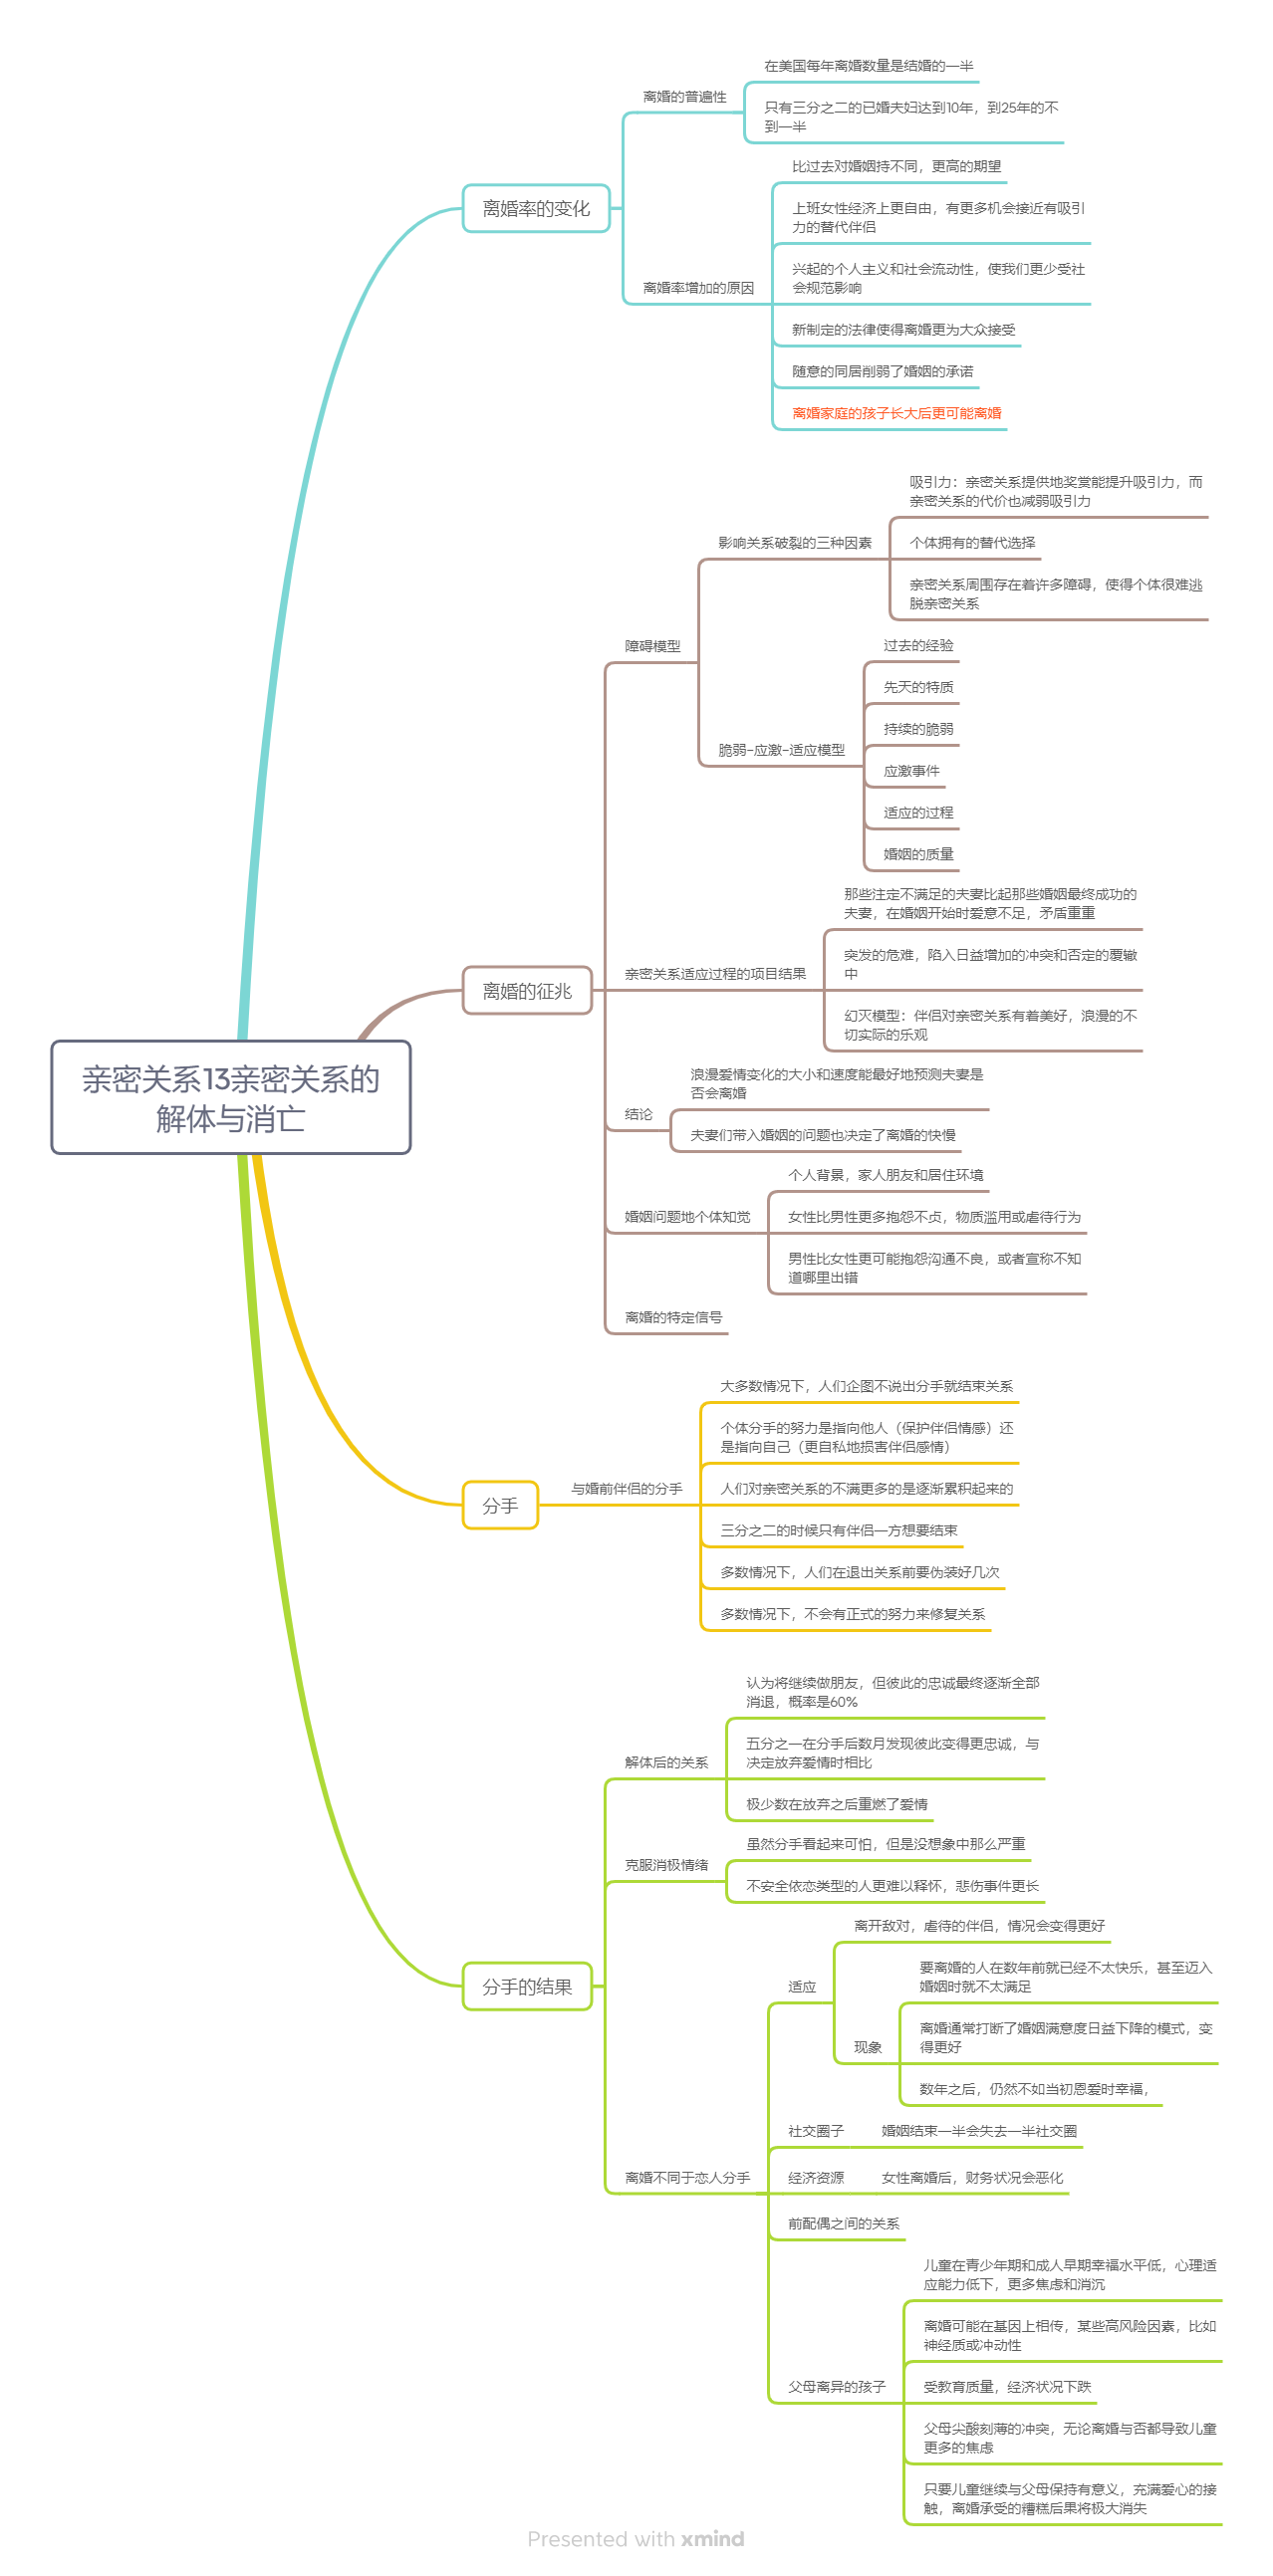 亲密关系13亲密关系的
解体与消亡
离婚率的变化
离婚的普遍性
在美国每年离婚数量是结婚的一半
只有三分之二的已婚夫妇达到10年，到25年的不
到一半
离婚率增加的原因
比过去对婚姻持不同，更高的期望
上班女性经济上更自由，有更多机会接近有吸引
力的替代伴侣
兴起的个人主义和社会流动性，使我们更少受社
会规范影响
新制定的法律使得离婚更为大众接受
随意的同居削弱了婚姻的承诺
离婚家庭的孩子长大后更可能离婚
离婚的征兆
障碍模型
影响关系破裂的三种因素
吸引力：亲密关系提供地奖赏能提升吸引力，而
亲密关系的代价也减弱吸引力
个体拥有的替代选择
亲密关系周围存在着许多障碍，使得个体很难逃
脱亲密关系
脆弱-应激-适应模型
过去的经验
先天的特质
持续的脆弱
应激事件
适应的过程
婚姻的质量
亲密关系适应过程的项目结果
那些注定不满足的夫妻比起那些婚姻最终成功的
夫妻，在婚姻开始时爱意不足，矛盾重重
突发的危难，陷入日益增加的冲突和否定的覆辙
中
幻灭模型：伴侣对亲密关系有着美好，浪漫的不
切实际的乐观
结论
浪漫爱情变化的大小和速度能最好地预测夫妻是
否会离婚
夫妻们带入婚姻的问题也决定了离婚的快慢
婚姻问题地个体知觉
个人背景，家人朋友和居住环境
女性比男性更多抱怨不贞，物质滥用或虐待行为
男性比女性更可能抱怨沟通不良，或者宣称不知
道哪里出错
离婚的特定信号
分手
与婚前伴侣的分手
大多数情况下，人们企图不说出分手就结束关系
个体分手的努力是指向他人（保护伴侣情感）还
是指向自己（更自私地损害伴侣感情）
人们对亲密关系的不满更多的是逐渐累积起来的
三分之二的时候只有伴侣一方想要结束
多数情况下，人们在退出关系前要伪装好几次
多数情况下，不会有正式的努力来修复关系
分手的结果
解体后的关系
认为将继续做朋友，但彼此的忠诚最终逐渐全部
消退，概率是60%
五分之一在分手后数月发现彼此变得更忠诚，与
决定放弃爱情时相比
极少数在放弃之后重燃了爱情
克服消极情绪
虽然分手看起来可怕，但是没想象中那么严重
不安全依恋类型的人更难以释怀，悲伤事件更长
离婚不同于恋人分手
适应
离开敌对，虐待的伴侣，情况会变得更好
现象
要离婚的人在数年前就已经不太快乐，甚至迈入
婚姻时就不太满足
离婚通常打断了婚姻满意度日益下降的模式，变
得更好
数年之后，仍然不如当初恩爱时幸福，
社交圈子
婚姻结束一半会失去一半社交圈
经济资源
女性离婚后，财务状况会恶化
前配偶之间的关系
父母离异的孩子
儿童在青少年期和成人早期幸福水平低，心理适
应能力低下，更多焦虑和消沉
离婚可能在基因上相传，某些高风险因素，比如
神经质或冲动性
受教育质量，经济状况下跌
父母尖酸刻薄的冲突，无论离婚与否都导致儿童
更多的焦虑
只要儿童继续与父母保持有意义，充满爱心的接
触，离婚承受的糟糕后果将极大消失
Presented with xmind